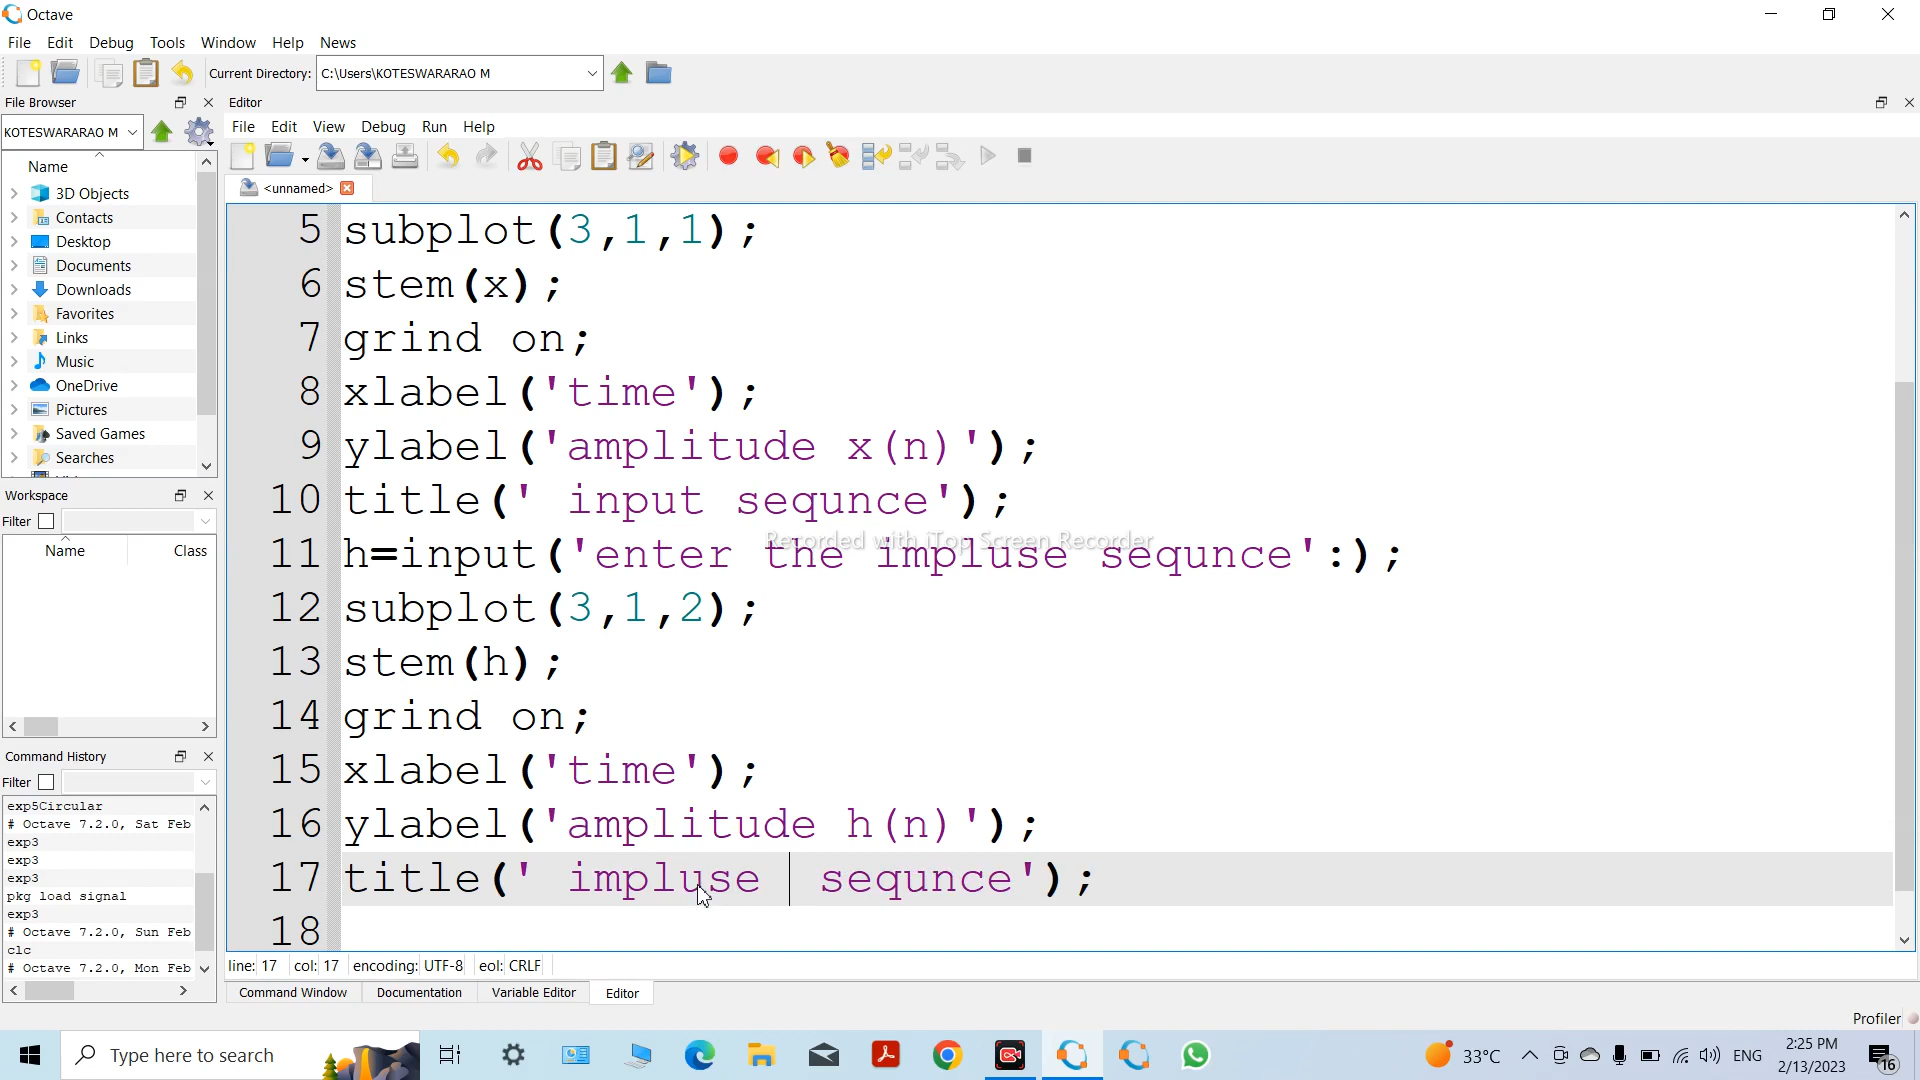 Octave
File Edit Debug Tools Window Help News
Current Directory: C:\Users\KOTESWARARAO M
File Browser
Editor
KOTESWARARAO M
File Edit View Debug Run Help
Name
<unnamed>
3D Objects
Contacts
Desktop
Documents
Downloads
Favorites
Links
Music
OneDrive
Pictures
Saved Games
Searches
5 subplot(3,1,1);
6 stem(x);
7 grind on;
8 xlabel('time');
9 ylabel('amplitude x(n)');
10 title(' input sequnce');
11 h=input('enter the impluse sequnce':);
12 subplot(3,1,2);
13 stem(h);
14 grind on;
15 xlabel('time');
16 ylabel('amplitude h(n)');
17 title(' impluse  sequnce');
18
Recorded with iTop Screen Recorder
Workspace
Filter
Name Class
Command History
Filter
exp5Circular
# Octave 7.2.0, Sat Feb
exp3
exp3
exp3
pkg load signal
exp3
# Octave 7.2.0, Sun Feb
clc
# Octave 7.2.0, Mon Feb
line: 17 col: 17 encoding: UTF-8 eol: CRLF
Command Window Documentation Variable Editor Editor
Profiler
Type here to search
33°C
ENG
2:25 PM
2/13/2023
16